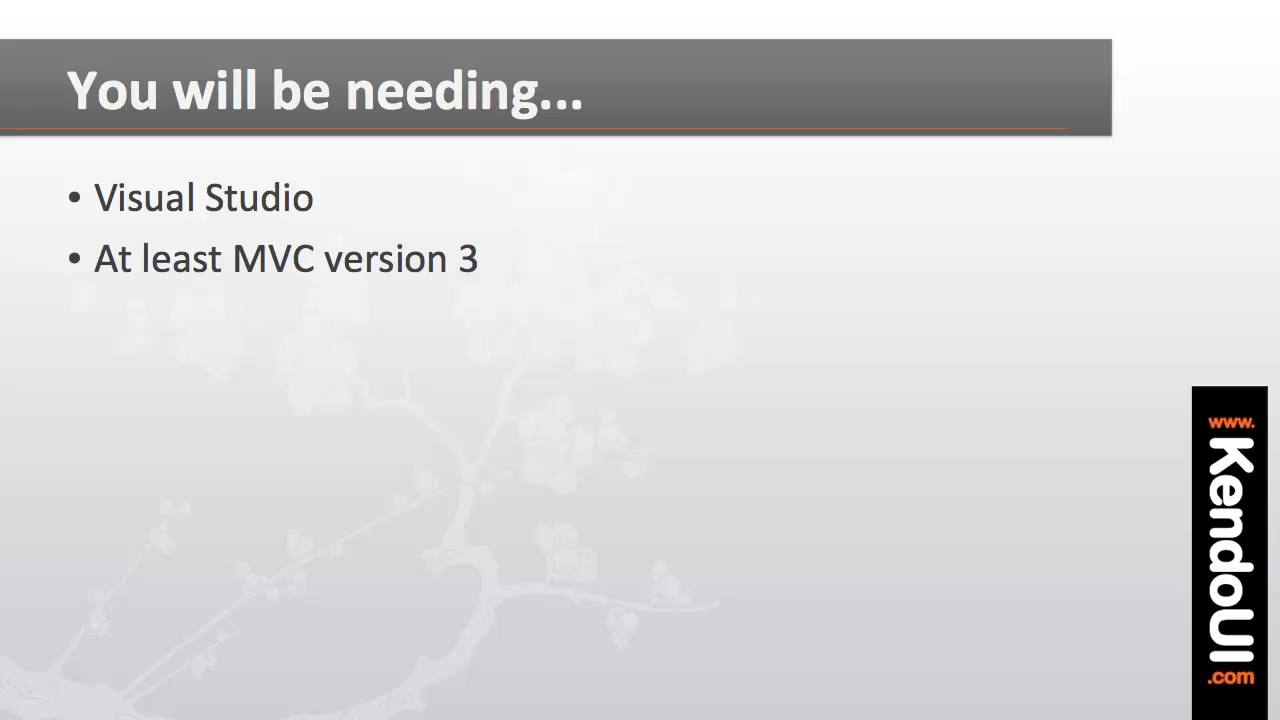 You will be needing...
• Visual Studio
• At least MVC version 3
www.
KendoUI
.com